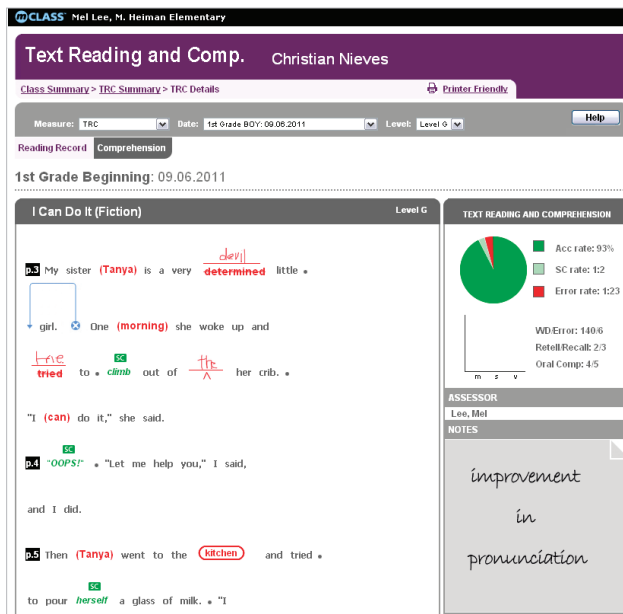 mCLASS® Mel Lee, M. Heiman Elementary
Text Reading and Comp. Christian Nieves
Class Summary > TRC Summary > TRC Details Printer Friendly
Measure: TRC Date: 1st Grade BOY: 09.06.2011 Level: Level G Help
Reading Record Comprehension
1st Grade Beginning: 09.06.2011
I Can Do It (Fiction) Level G
devil
p.3 My sister (Tanya) is a very determined little •
girl. One (morning) she woke up and
SC
tried to • climb out of the ^ her crib. •
"I (can) do it," she said.
SC
p.4 "OOPS!" • "Let me help you," I said,
and I did.
p.5 Then (Tanya) went to the kitchen and tried •
SC
to pour herself a glass of milk. • "I
TEXT READING AND COMPREHENSION
Acc rate: 93%
SC rate: 1:2
Error rate: 1:23
WD/Error: 140/6
Retell/Recall: 2/3
Oral Comp: 4/5
m s v
ASSESSOR
Lee, Mel
NOTES
improvement
in
pronunciation